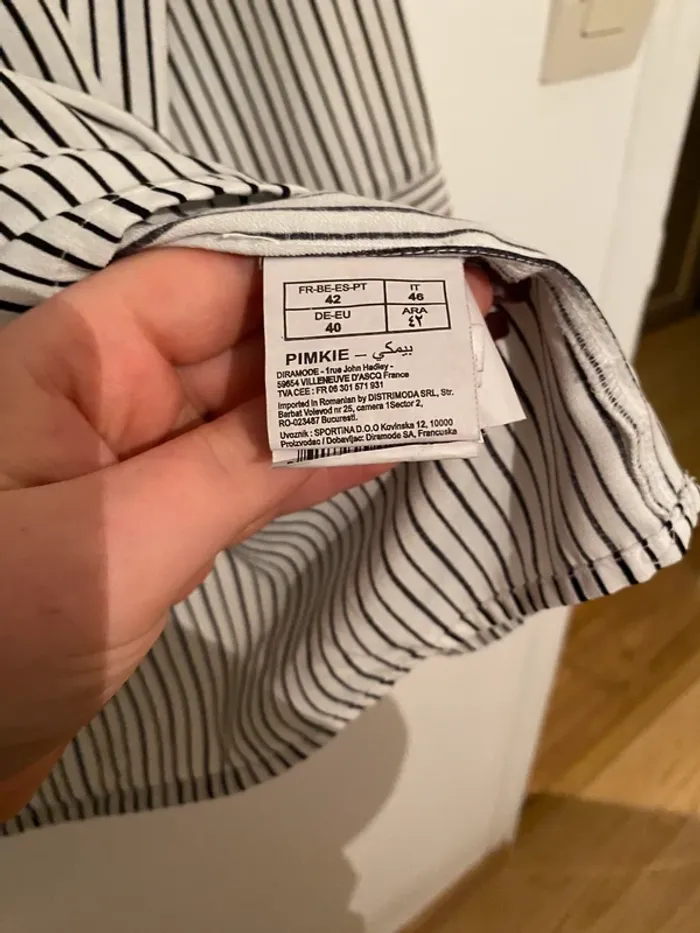 FR-BE-ES-PT IT
42 46
DE-EU ARA
40 ٤٢
PIMKIE – بيمكي
DIRAMODE - 1rue John Hadley -
59654 VILLENEUVE D'ASCQ France
TVA CEE : FR 06 301 571 931
Imported in Romanian by DISTRIMODA SRL, Str.
Barbat Voievod nr 25, camera 1Sector 2,
RO-023487 Bucuresti.
Uvoznik : SPORTINA D.O.O Kovinska 12, 10000
Proizvodac / Dobavljac: Diramode SA, Francuska